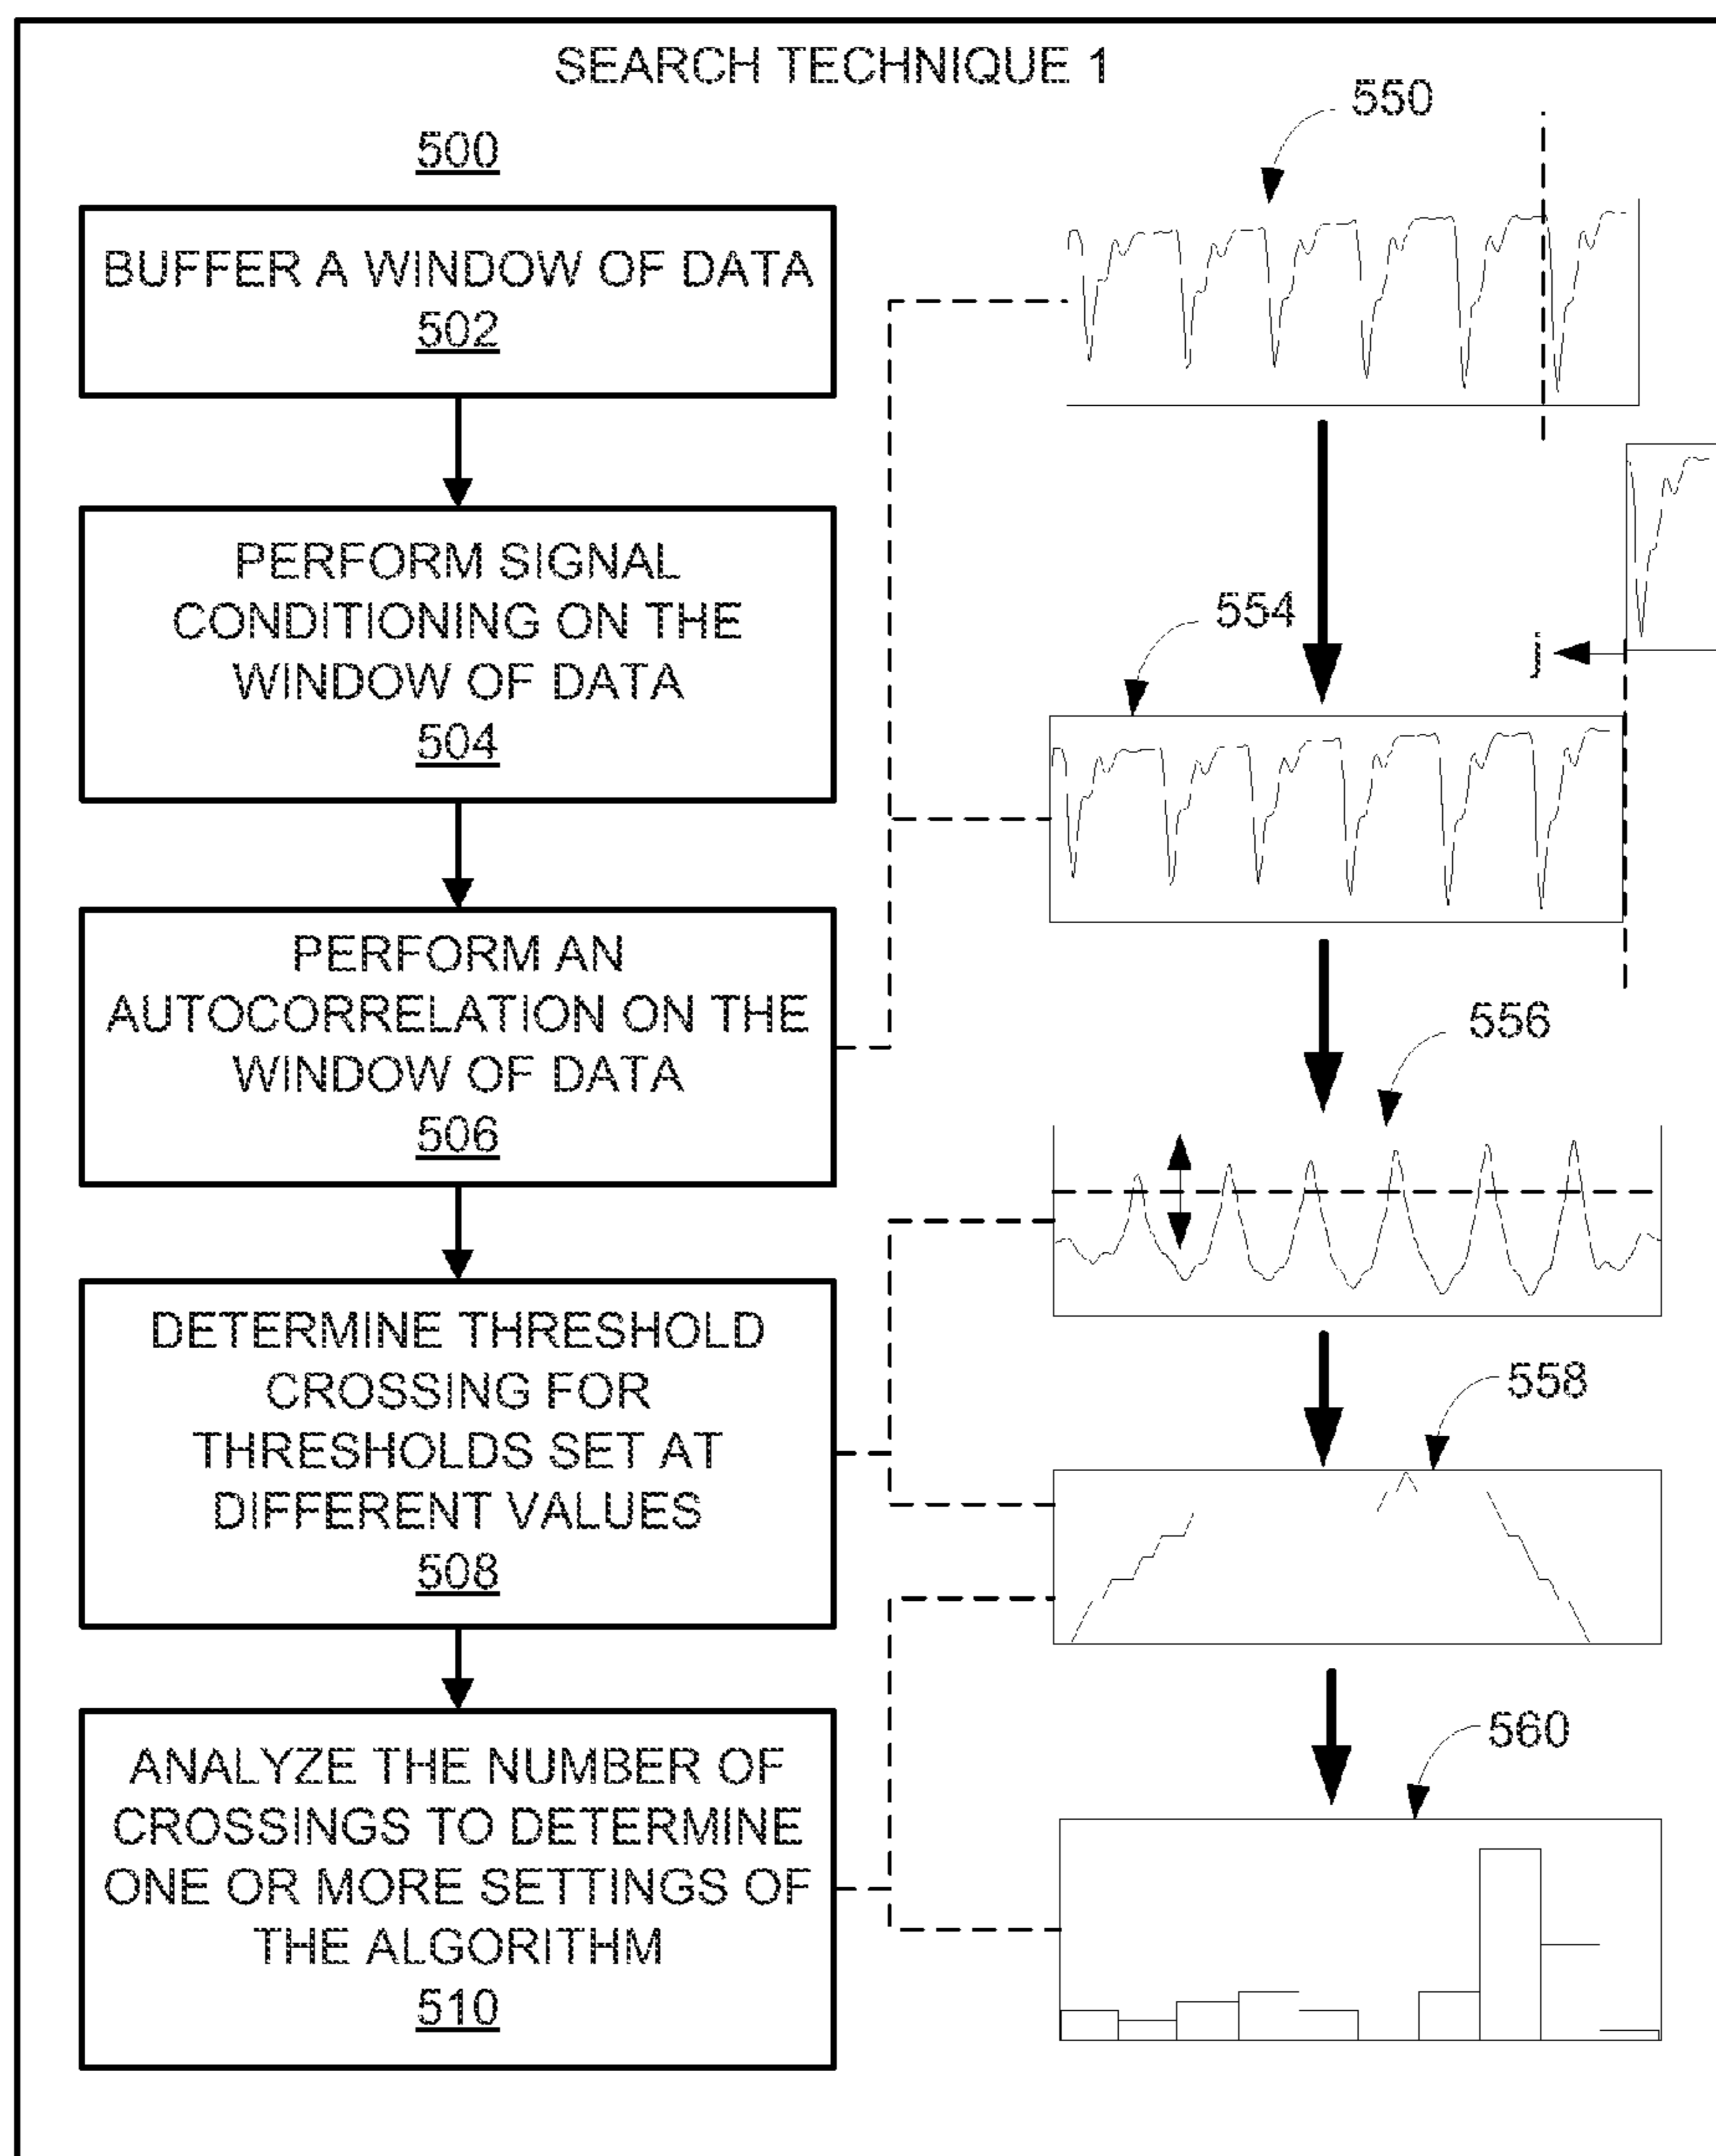 SEARCH TECHNIQUE 1
500
BUFFER A WINDOW OF DATA
502
PERFORM SIGNAL
CONDITIONING ON THE
WINDOW OF DATA
504
PERFORM AN
AUTOCORRELATION ON THE
WINDOW OF DATA
506
DETERMINE THRESHOLD
CROSSING FOR
THRESHOLDS SET AT
DIFFERENT VALUES
508
ANALYZE THE NUMBER OF
CROSSINGS TO DETERMINE
ONE OR MORE SETTINGS OF
THE ALGORITHM
510
550
554
j
556
558
560